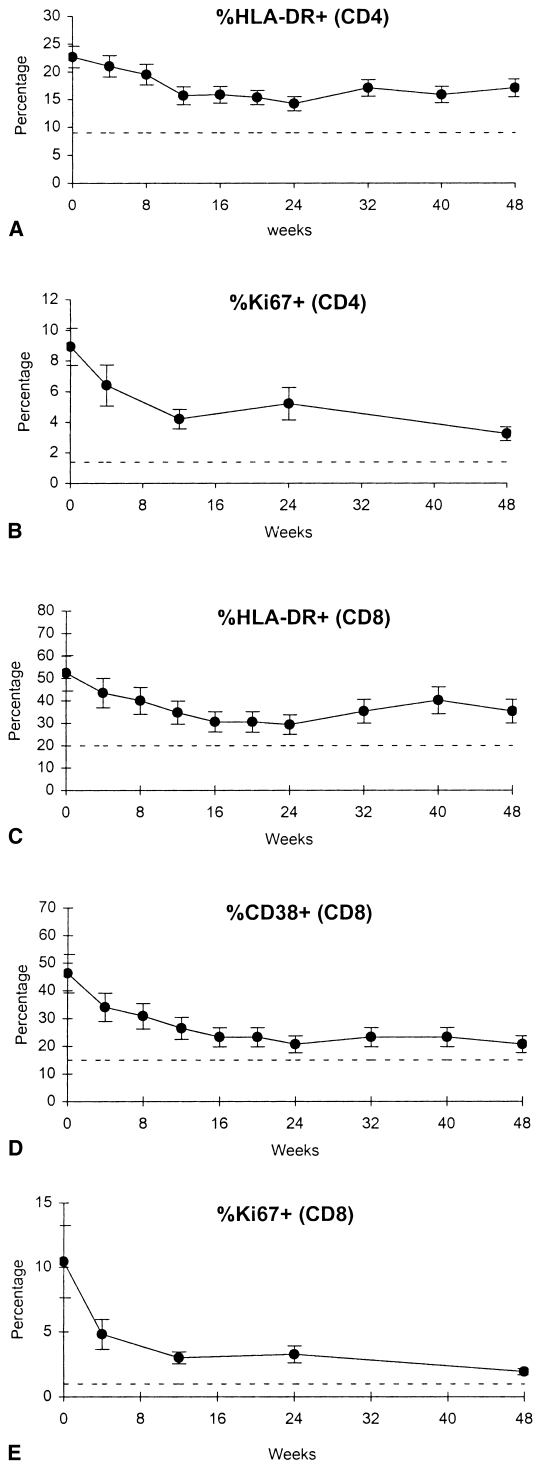 %HLA-DR+ (CD4)
Percentage
30
25
20
15
10
5
0
0 8 16 24 32 40 48
weeks
A
%Ki67+ (CD4)
Percentage
12
10
8
6
4
2
0
0 8 16 24 32 40 48
Weeks
B
%HLA-DR+ (CD8)
Percentage
80
70
60
50
40
30
20
10
0
0 8 16 24 32 40 48
Weeks
C
%CD38+ (CD8)
Percentage
70
60
50
40
30
20
10
0
0 8 16 24 32 40 48
Weeks
D
%Ki67+ (CD8)
Percentage
15
10
5
0
0 8 16 24 32 40 48
Weeks
E